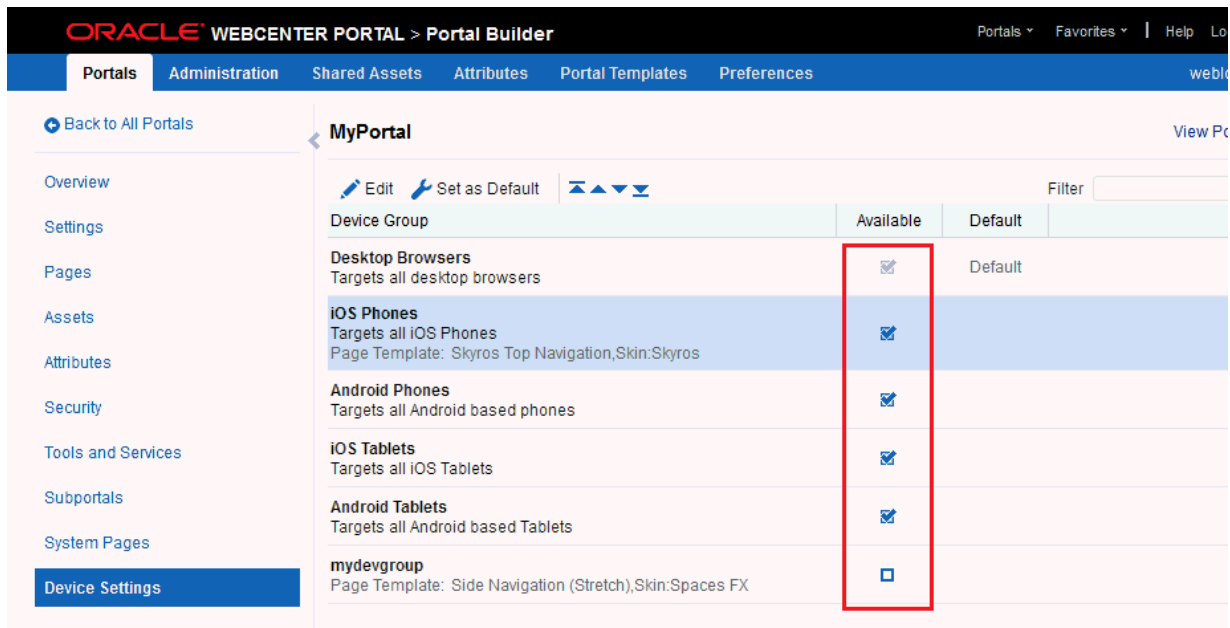 ORACLE WEBCENTER PORTAL > Portal Builder
Portals Favorites Help Lo
Portals Administration Shared Assets Attributes Portal Templates Preferences weblo
Back to All Portals
MyPortal
View Po
Overview
Settings
Pages
Assets
Attributes
Security
Tools and Services
Subportals
System Pages
Device Settings
Edit Set as Default Filter
Device Group Available Default
Desktop Browsers
Targets all desktop browsers
Default
iOS Phones
Targets all iOS Phones
Page Template: Skyros Top Navigation,Skin:Skyros
Android Phones
Targets all Android based phones
iOS Tablets
Targets all iOS Tablets
Android Tablets
Targets all Android based Tablets
mydevgroup
Page Template: Side Navigation (Stretch),Skin:Spaces FX